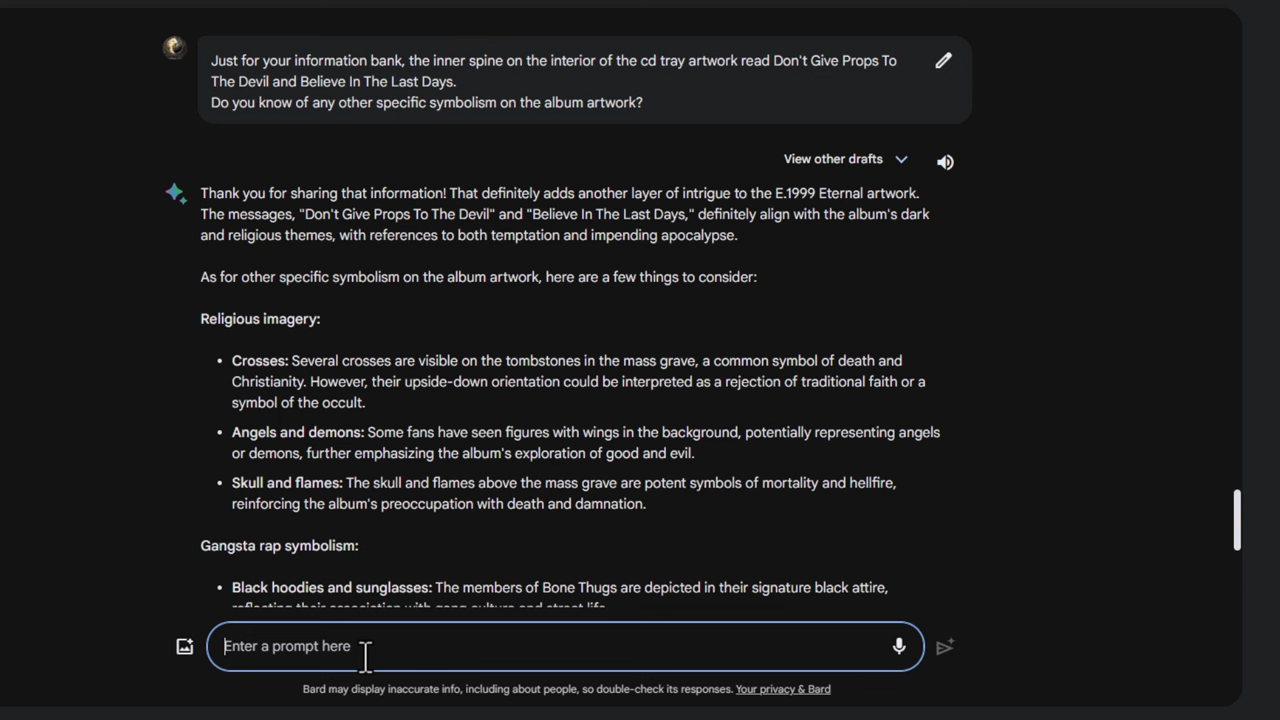 Just for your information bank, the inner spine on the interior of the cd tray artwork read Don't Give Props To
The Devil and Believe In The Last Days.
Do you know of any other specific symbolism on the album artwork?
View other drafts
Thank you for sharing that information! That definitely adds another layer of intrigue to the E.1999 Eternal artwork.
The messages, "Don't Give Props To The Devil" and "Believe In The Last Days," definitely align with the album's dark
and religious themes, with references to both temptation and impending apocalypse.
As for other specific symbolism on the album artwork, here are a few things to consider:
Religious imagery:
• Crosses: Several crosses are visible on the tombstones in the mass grave, a common symbol of death and
Christianity. However, their upside-down orientation could be interpreted as a rejection of traditional faith or a
symbol of the occult.
• Angels and demons: Some fans have seen figures with wings in the background, potentially representing angels
or demons, further emphasizing the album's exploration of good and evil.
• Skull and flames: The skull and flames above the mass grave are potent symbols of mortality and hellfire,
reinforcing the album's preoccupation with death and damnation.
Gangsta rap symbolism:
• Black hoodies and sunglasses: The members of Bone Thugs are depicted in their signature black attire,
reflecting their association with gang culture and street life.
Enter a prompt here
Bard may display inaccurate info, including about people, so double-check its responses. Your privacy & Bard